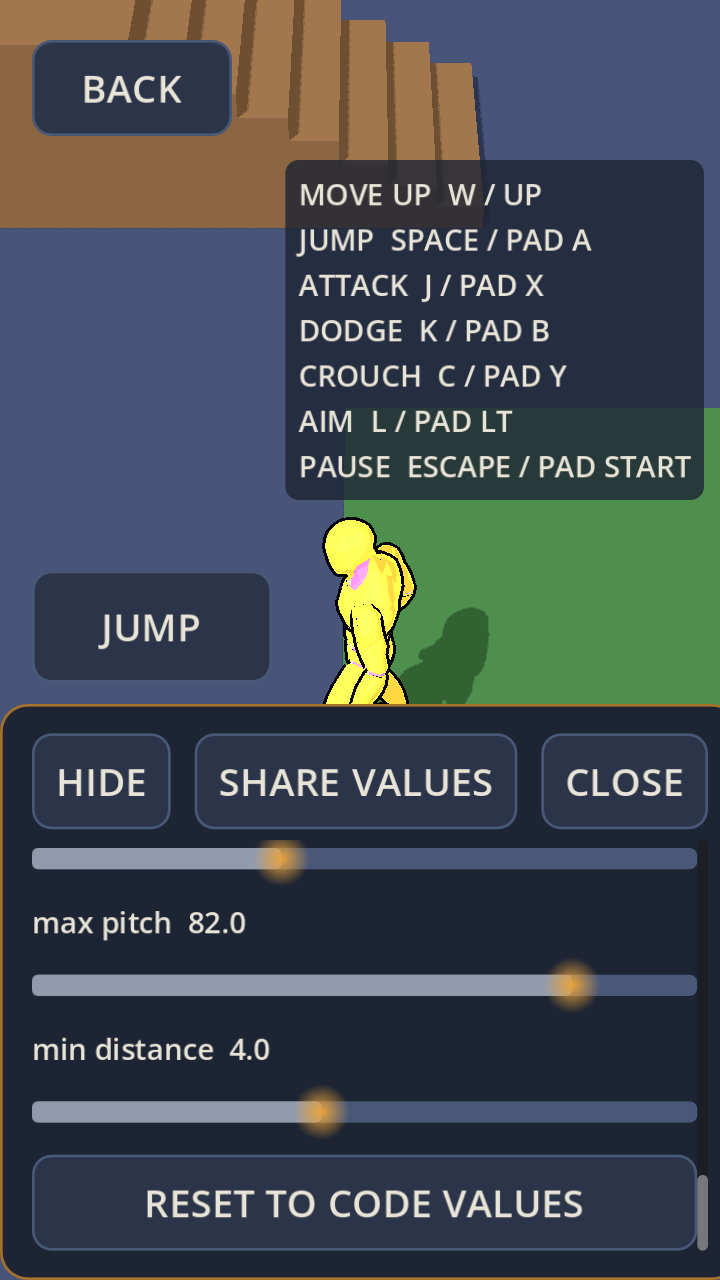 BACK
MOVE UP W / UP
JUMP SPACE / PAD A
ATTACK J / PAD X
DODGE K / PAD B
CROUCH C / PAD Y
AIM L / PAD LT
PAUSE ESCAPE / PAD START
JUMP
HIDE SHARE VALUES CLOSE
max pitch 82.0
min distance 4.0
RESET TO CODE VALUES